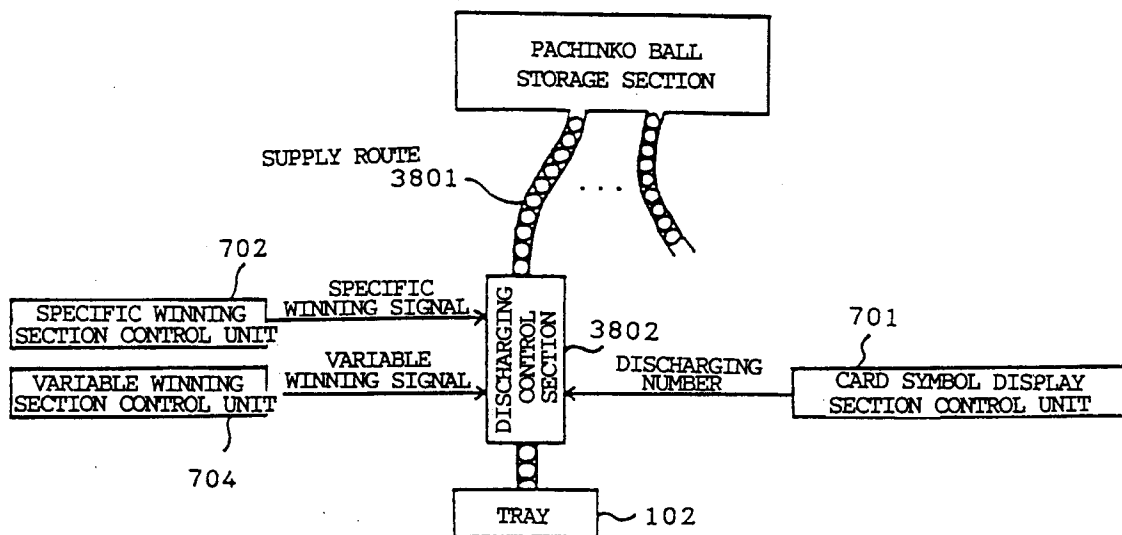 PACHINKO BALL
STORAGE SECTION
SUPPLY ROUTE
3801
...
702
SPECIFIC WINNING
SECTION CONTROL UNIT
SPECIFIC
WINNING SIGNAL
DISCHARGING
CONTROL
SECTION
3802
701
VARIABLE WINNING
SECTION CONTROL UNIT
VARIABLE
WINNING SIGNAL
DISCHARGING
NUMBER
CARD SYMBOL DISPLAY
SECTION CONTROL UNIT
704
TRAY
102